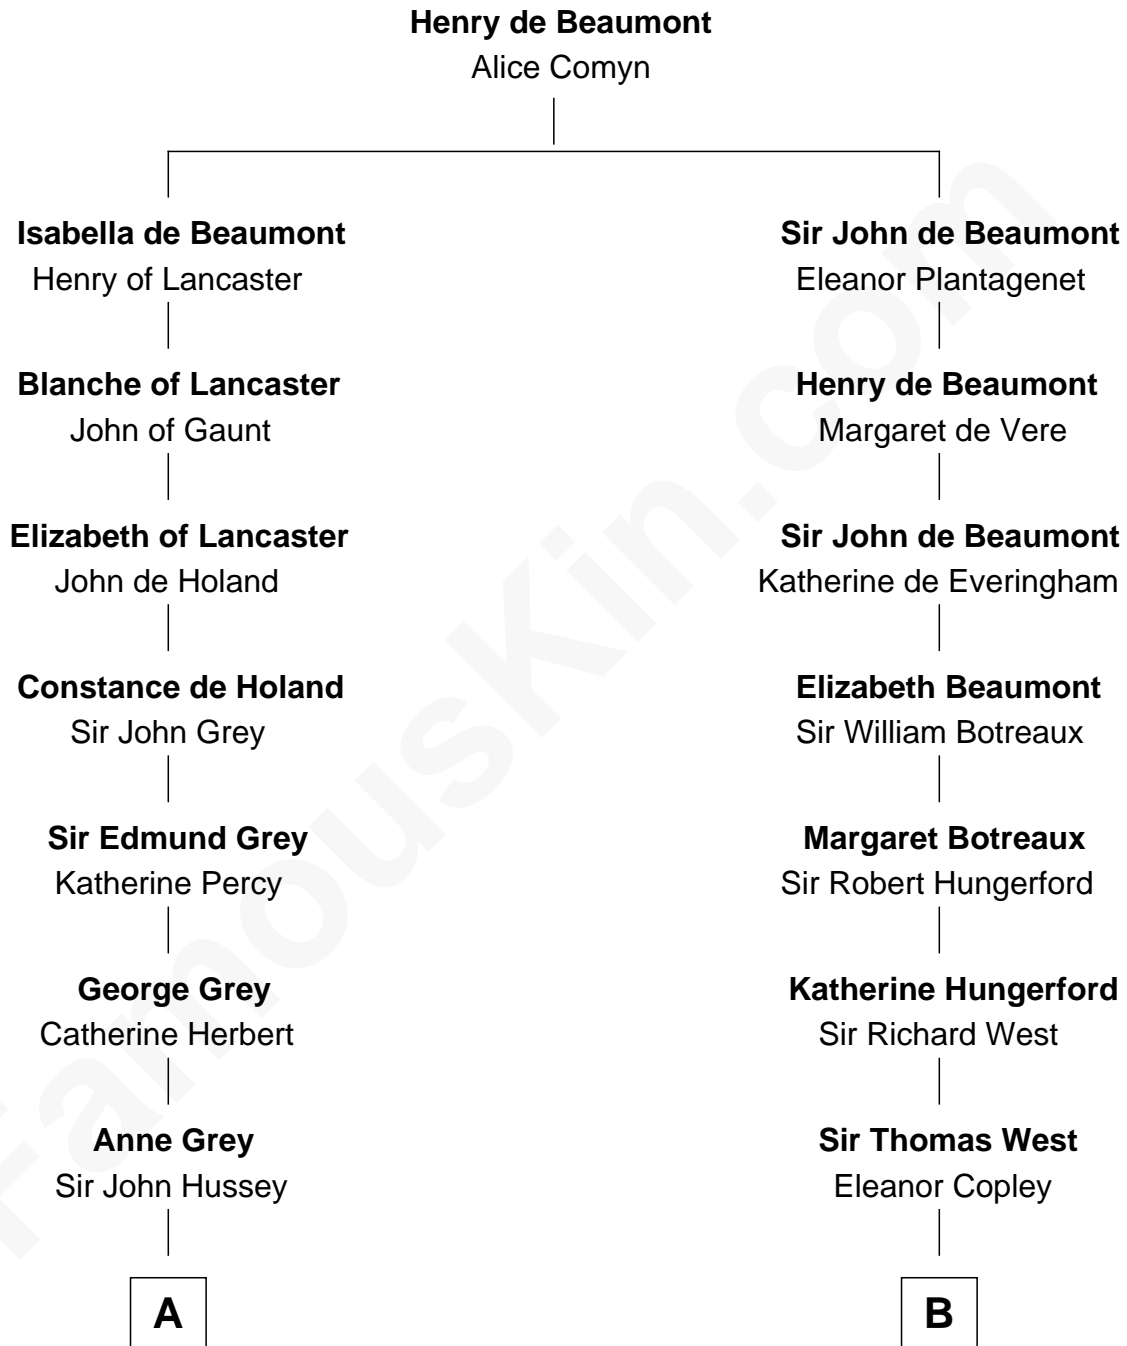 Henry de Beaumont
Alice Comyn
Isabella de Beaumont
Henry of Lancaster
Sir John de Beaumont
Eleanor Plantagenet
Blanche of Lancaster
John of Gaunt
Henry de Beaumont
Margaret de Vere
Elizabeth of Lancaster
John de Holand
Sir John de Beaumont
Katherine de Everingham
Constance de Holand
Sir John Grey
Elizabeth Beaumont
Sir William Botreaux
Sir Edmund Grey
Katherine Percy
Margaret Botreaux
Sir Robert Hungerford
George Grey
Catherine Herbert
Katherine Hungerford
Sir Richard West
Anne Grey
Sir John Hussey
Sir Thomas West
Eleanor Copley
A
B
FamousKin.com